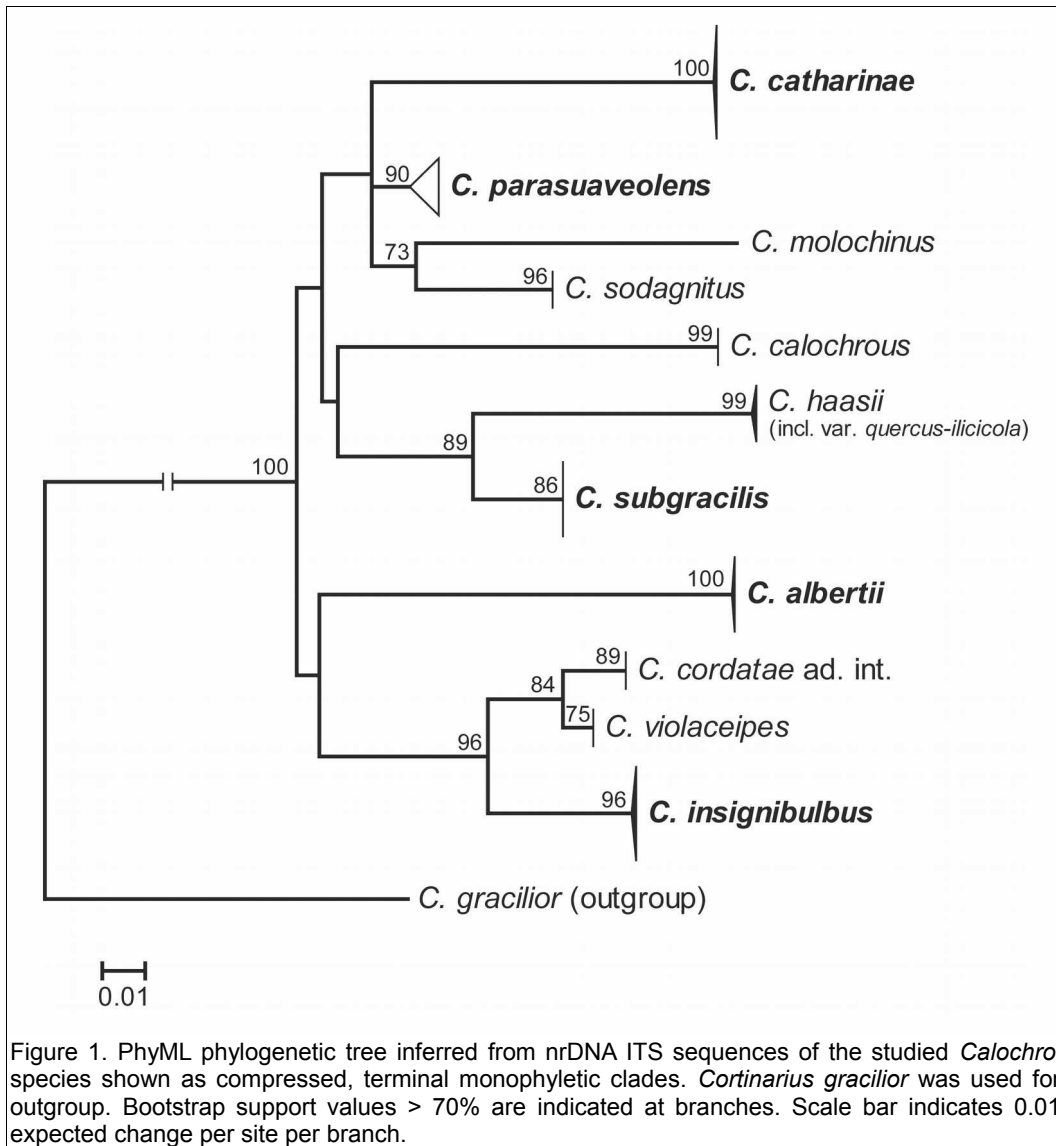 100
C. catharinae
90
C. parasuaveolens
C. molochinus
73
96
C. sodagnitus
99
C. calochrous
99
C. haasii
(incl. var. quercus-ilicicola)
89
100
86
C. subgracilis
100
C. albertii
89
C. cordatae ad. int.
84
75
C. violaceipes
96
96
C. insignibulbus
C. gracilior (outgroup)
0.01
Figure 1. PhyML phylogenetic tree inferred from nrDNA ITS sequences of the studied Calochro
species shown as compressed, terminal monophyletic clades. Cortinarius gracilior was used for
outgroup. Bootstrap support values > 70% are indicated at branches. Scale bar indicates 0.01
expected change per site per branch.